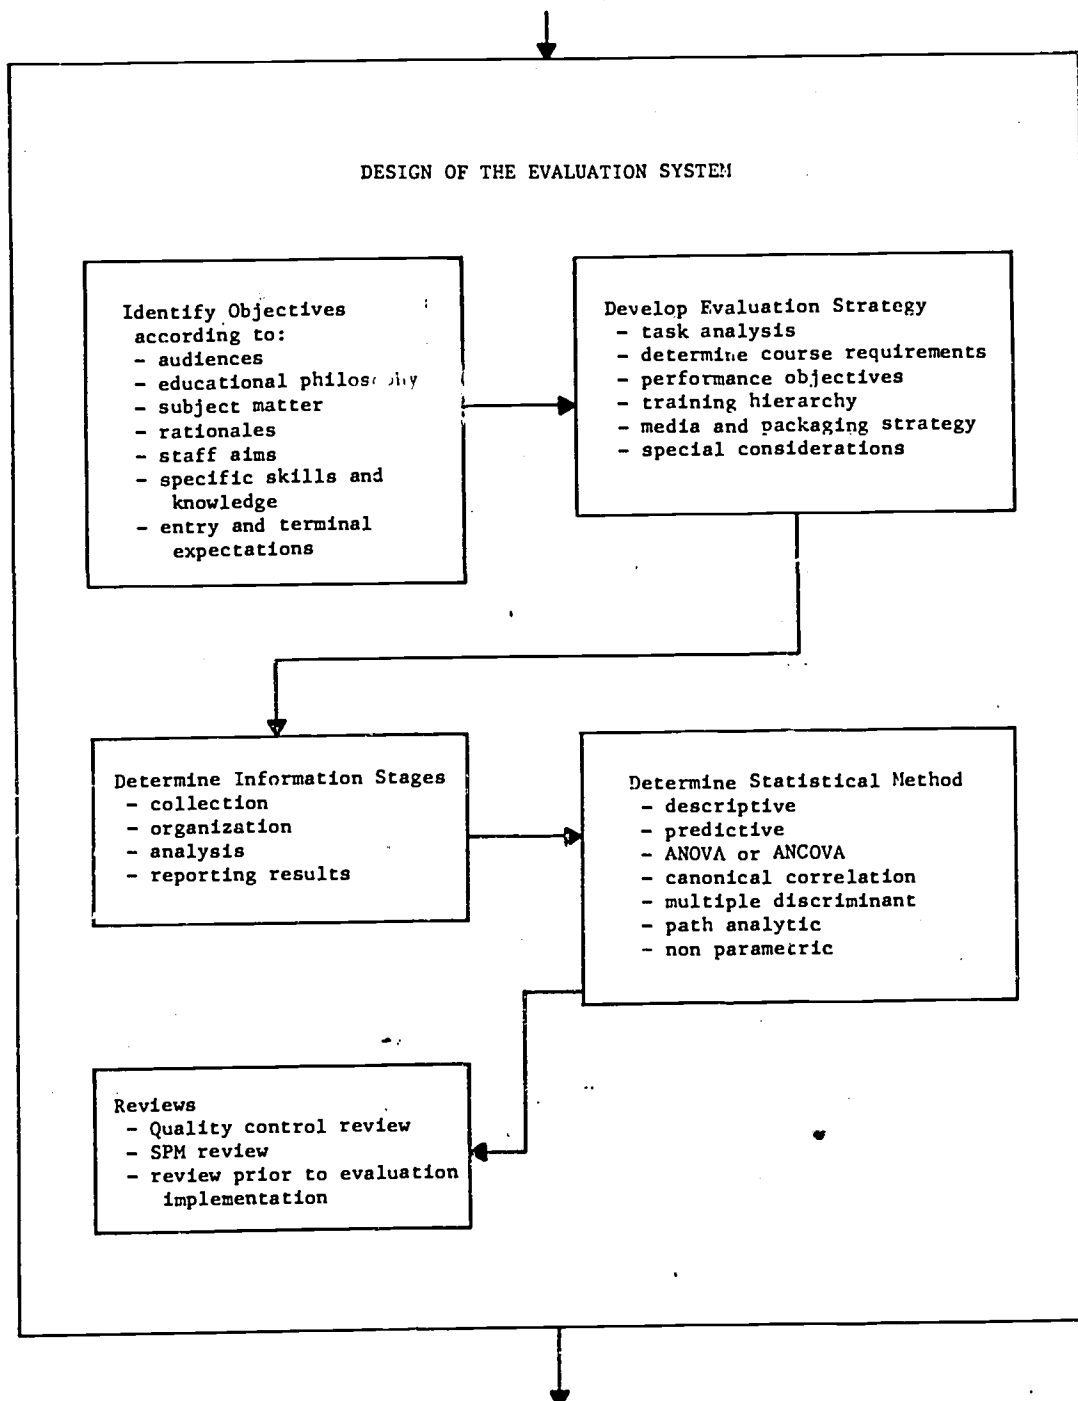 DESIGN OF THE EVALUATION SYSTEM
Identify Objectives
according to:
- audiences
- educational philosophy
- subject matter
- rationales
- staff aims
- specific skills and
knowledge
- entry and terminal
expectations
Develop Evaluation Strategy
- task analysis
- determine course requirements
- performance objectives
- training hierarchy
- media and packaging strategy
- special considerations
Determine Information Stages
- collection
- organization
- analysis
- reporting results
Determine Statistical Method
- descriptive
- predictive
- ANOVA or ANCOVA
- canonical correlation
- multiple discriminant
- path analytic
- non parametric
Reviews
- Quality control review
- SPM review
- review prior to evaluation
implementation